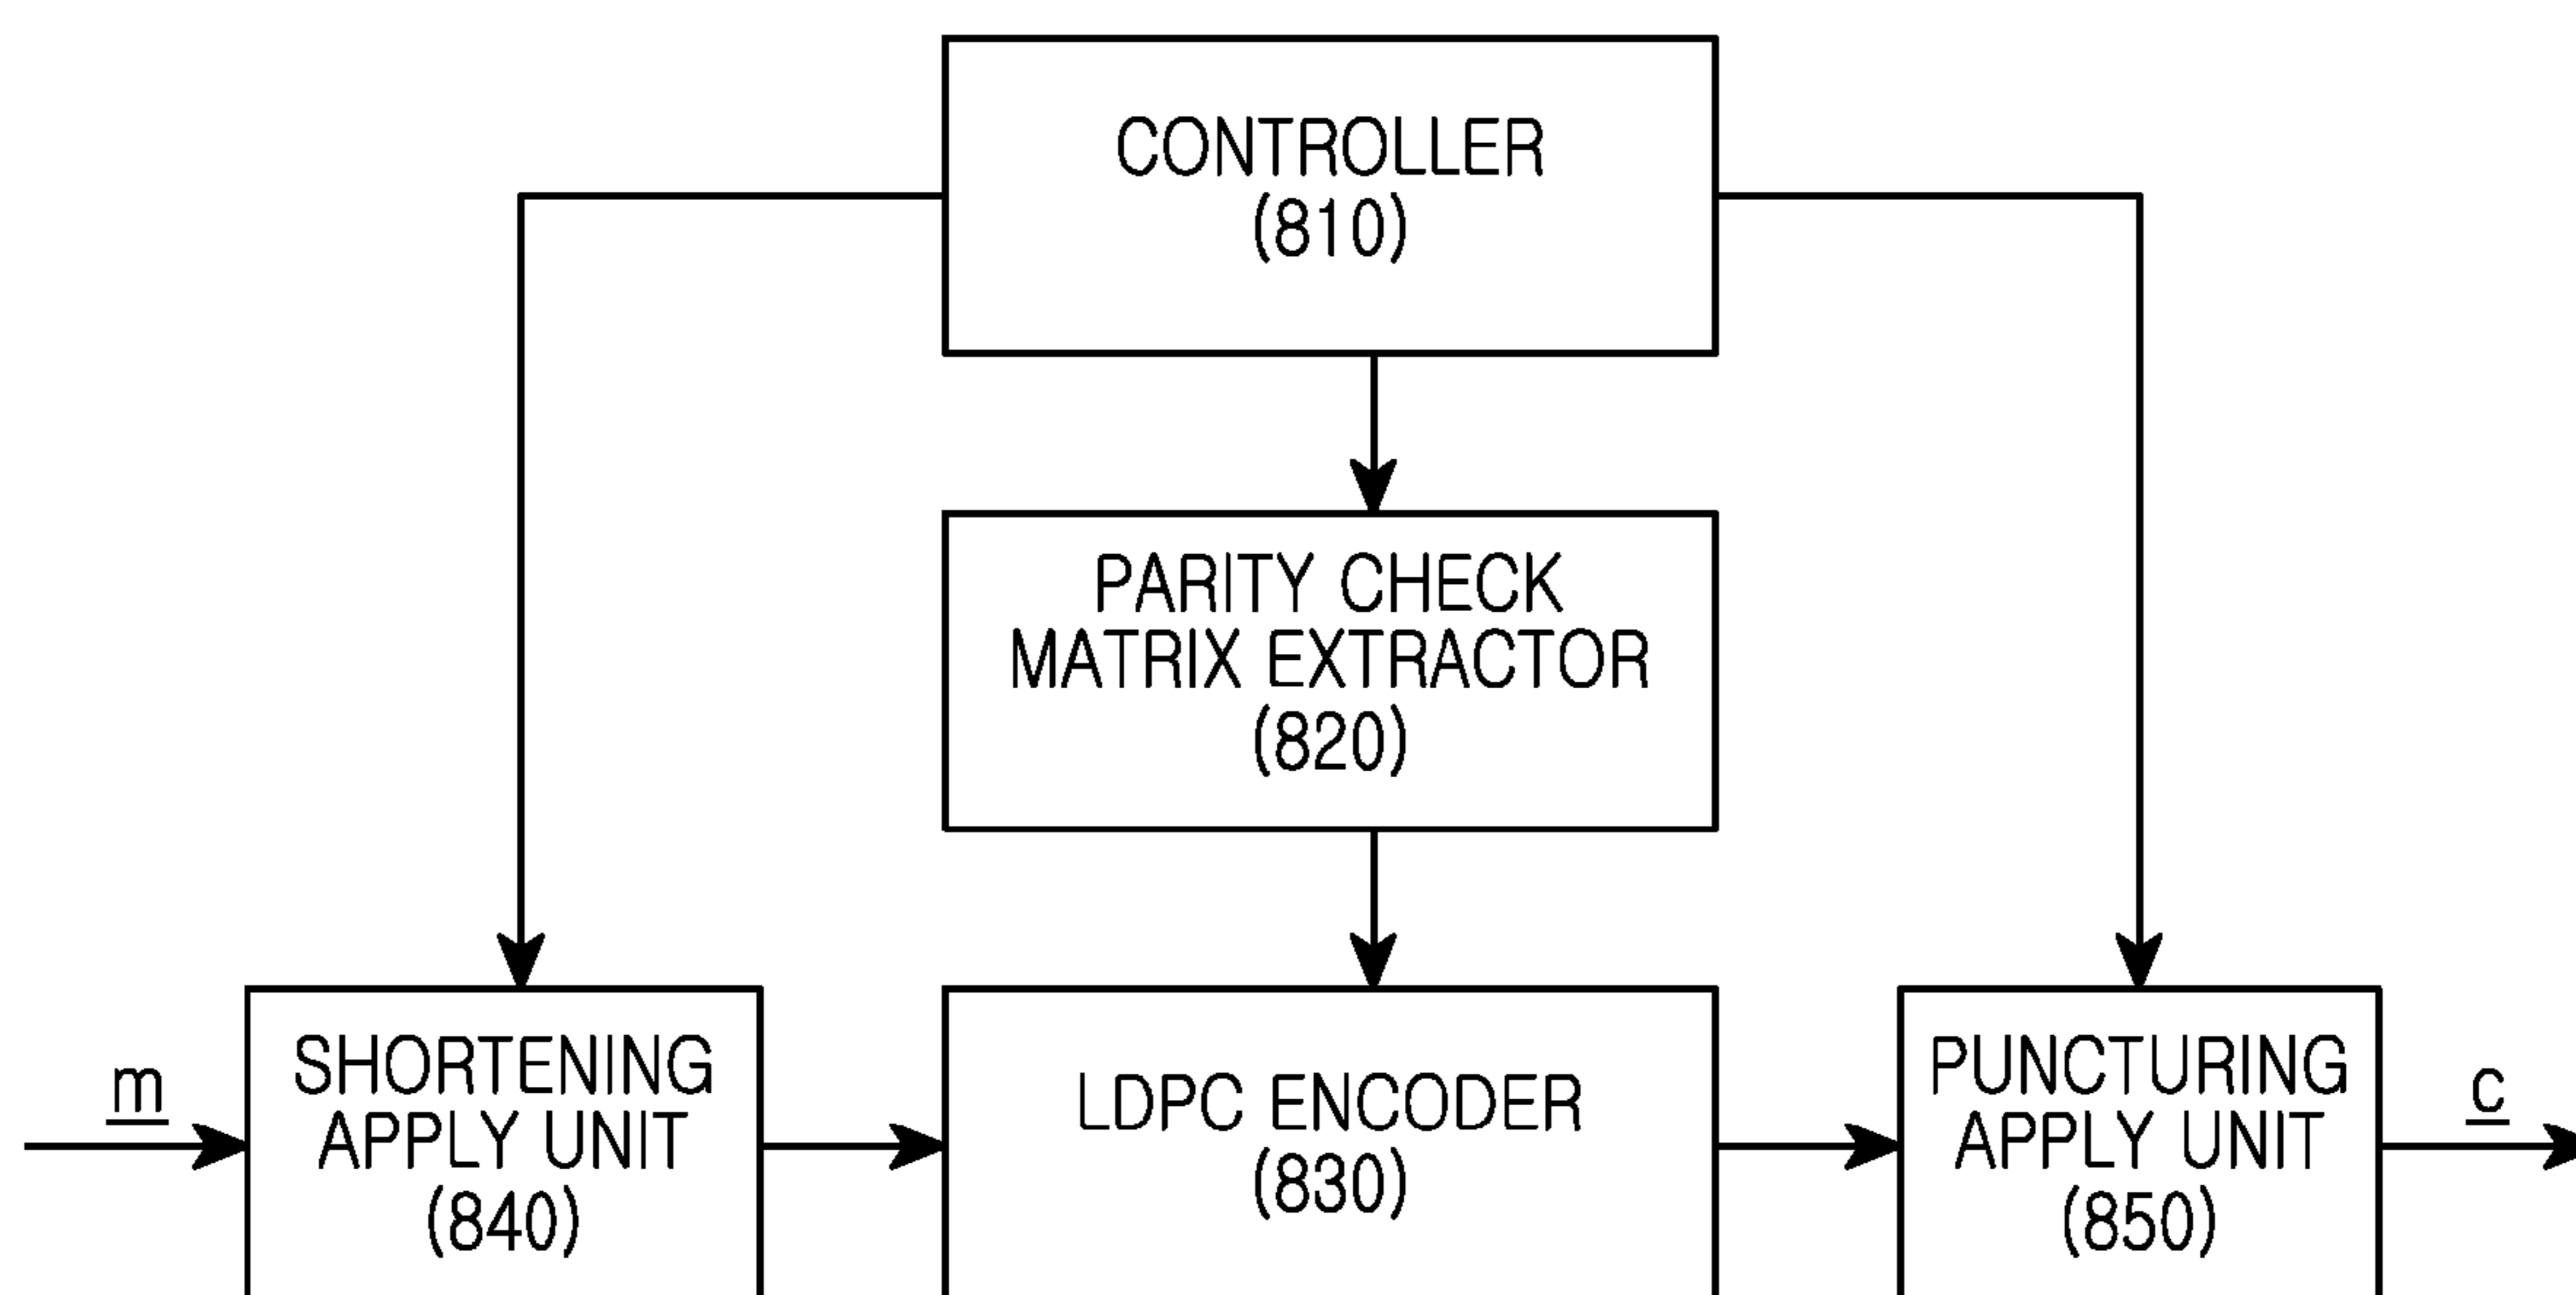 CONTROLLER
(810)
PARITY CHECK
MATRIX EXTRACTOR
(820)
m
SHORTENING
APPLY UNIT
(840)
LDPC ENCODER
(830)
PUNCTURING
APPLY UNIT
(850)
c